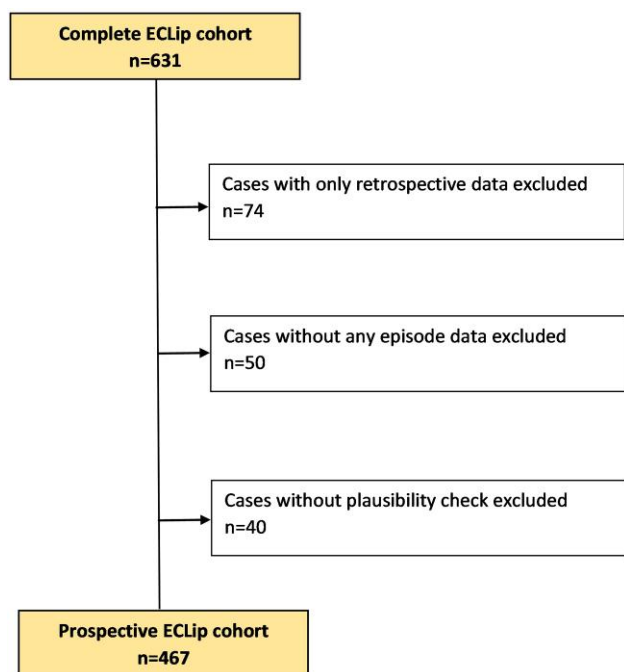 Complete ECLip cohort
n=631
Cases with only retrospective data excluded
n=74
Cases without any episode data excluded
n=50
Cases without plausibility check excluded
n=40
Prospective ECLip cohort
n=467